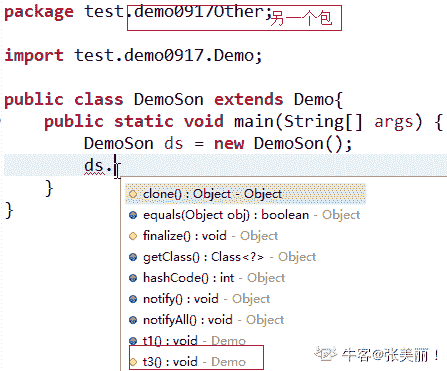 package test.demo0917Other; 另一个包
import test.demo0917.Demo;
public class DemoSon extends Demo{
public static void main(String[] args) {
DemoSon ds = new DemoSon();
ds.
}
}
clone() : Object - Object
equals(Object obj) : boolean - Object
finalize() : void - Object
getClass() : Class<?> - Object
hashCode() : int - Object
notify() : void - Object
notifyAll() : void - Object
t1() : void - Demo
t3() : void - Demo
牛客@张美丽！